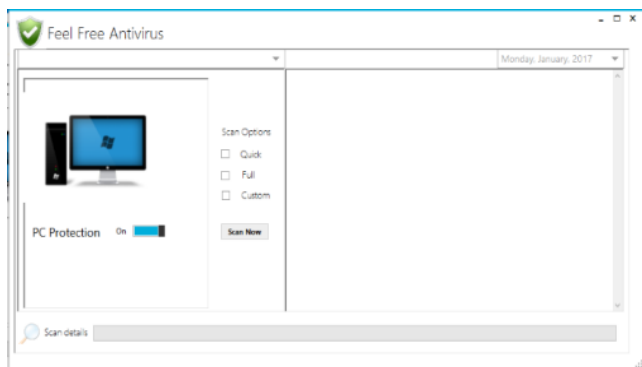 Feel Free Antivirus
Monday, January, 2017
Scan Options
Quick
Full
Custom
PC Protection
On
Scan Now
Scan details